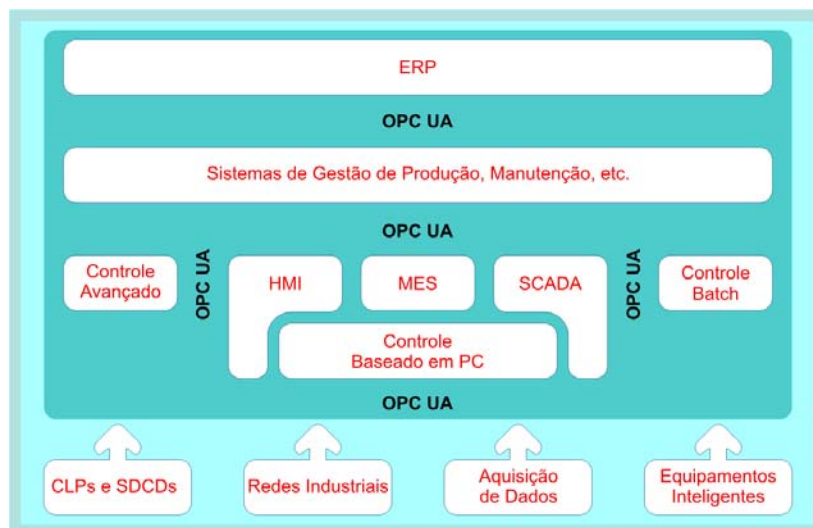 ERP
OPC UA
Sistemas de Gestão de Produção, Manutenção, etc.
OPC UA
Controle
Avançado
OPC UA
HMI
MES
SCADA
OPC UA
Controle
Batch
Controle
Baseado em PC
OPC UA
CLPs e SDCDs
Redes Industriais
Aquisição
de Dados
Equipamentos
Inteligentes